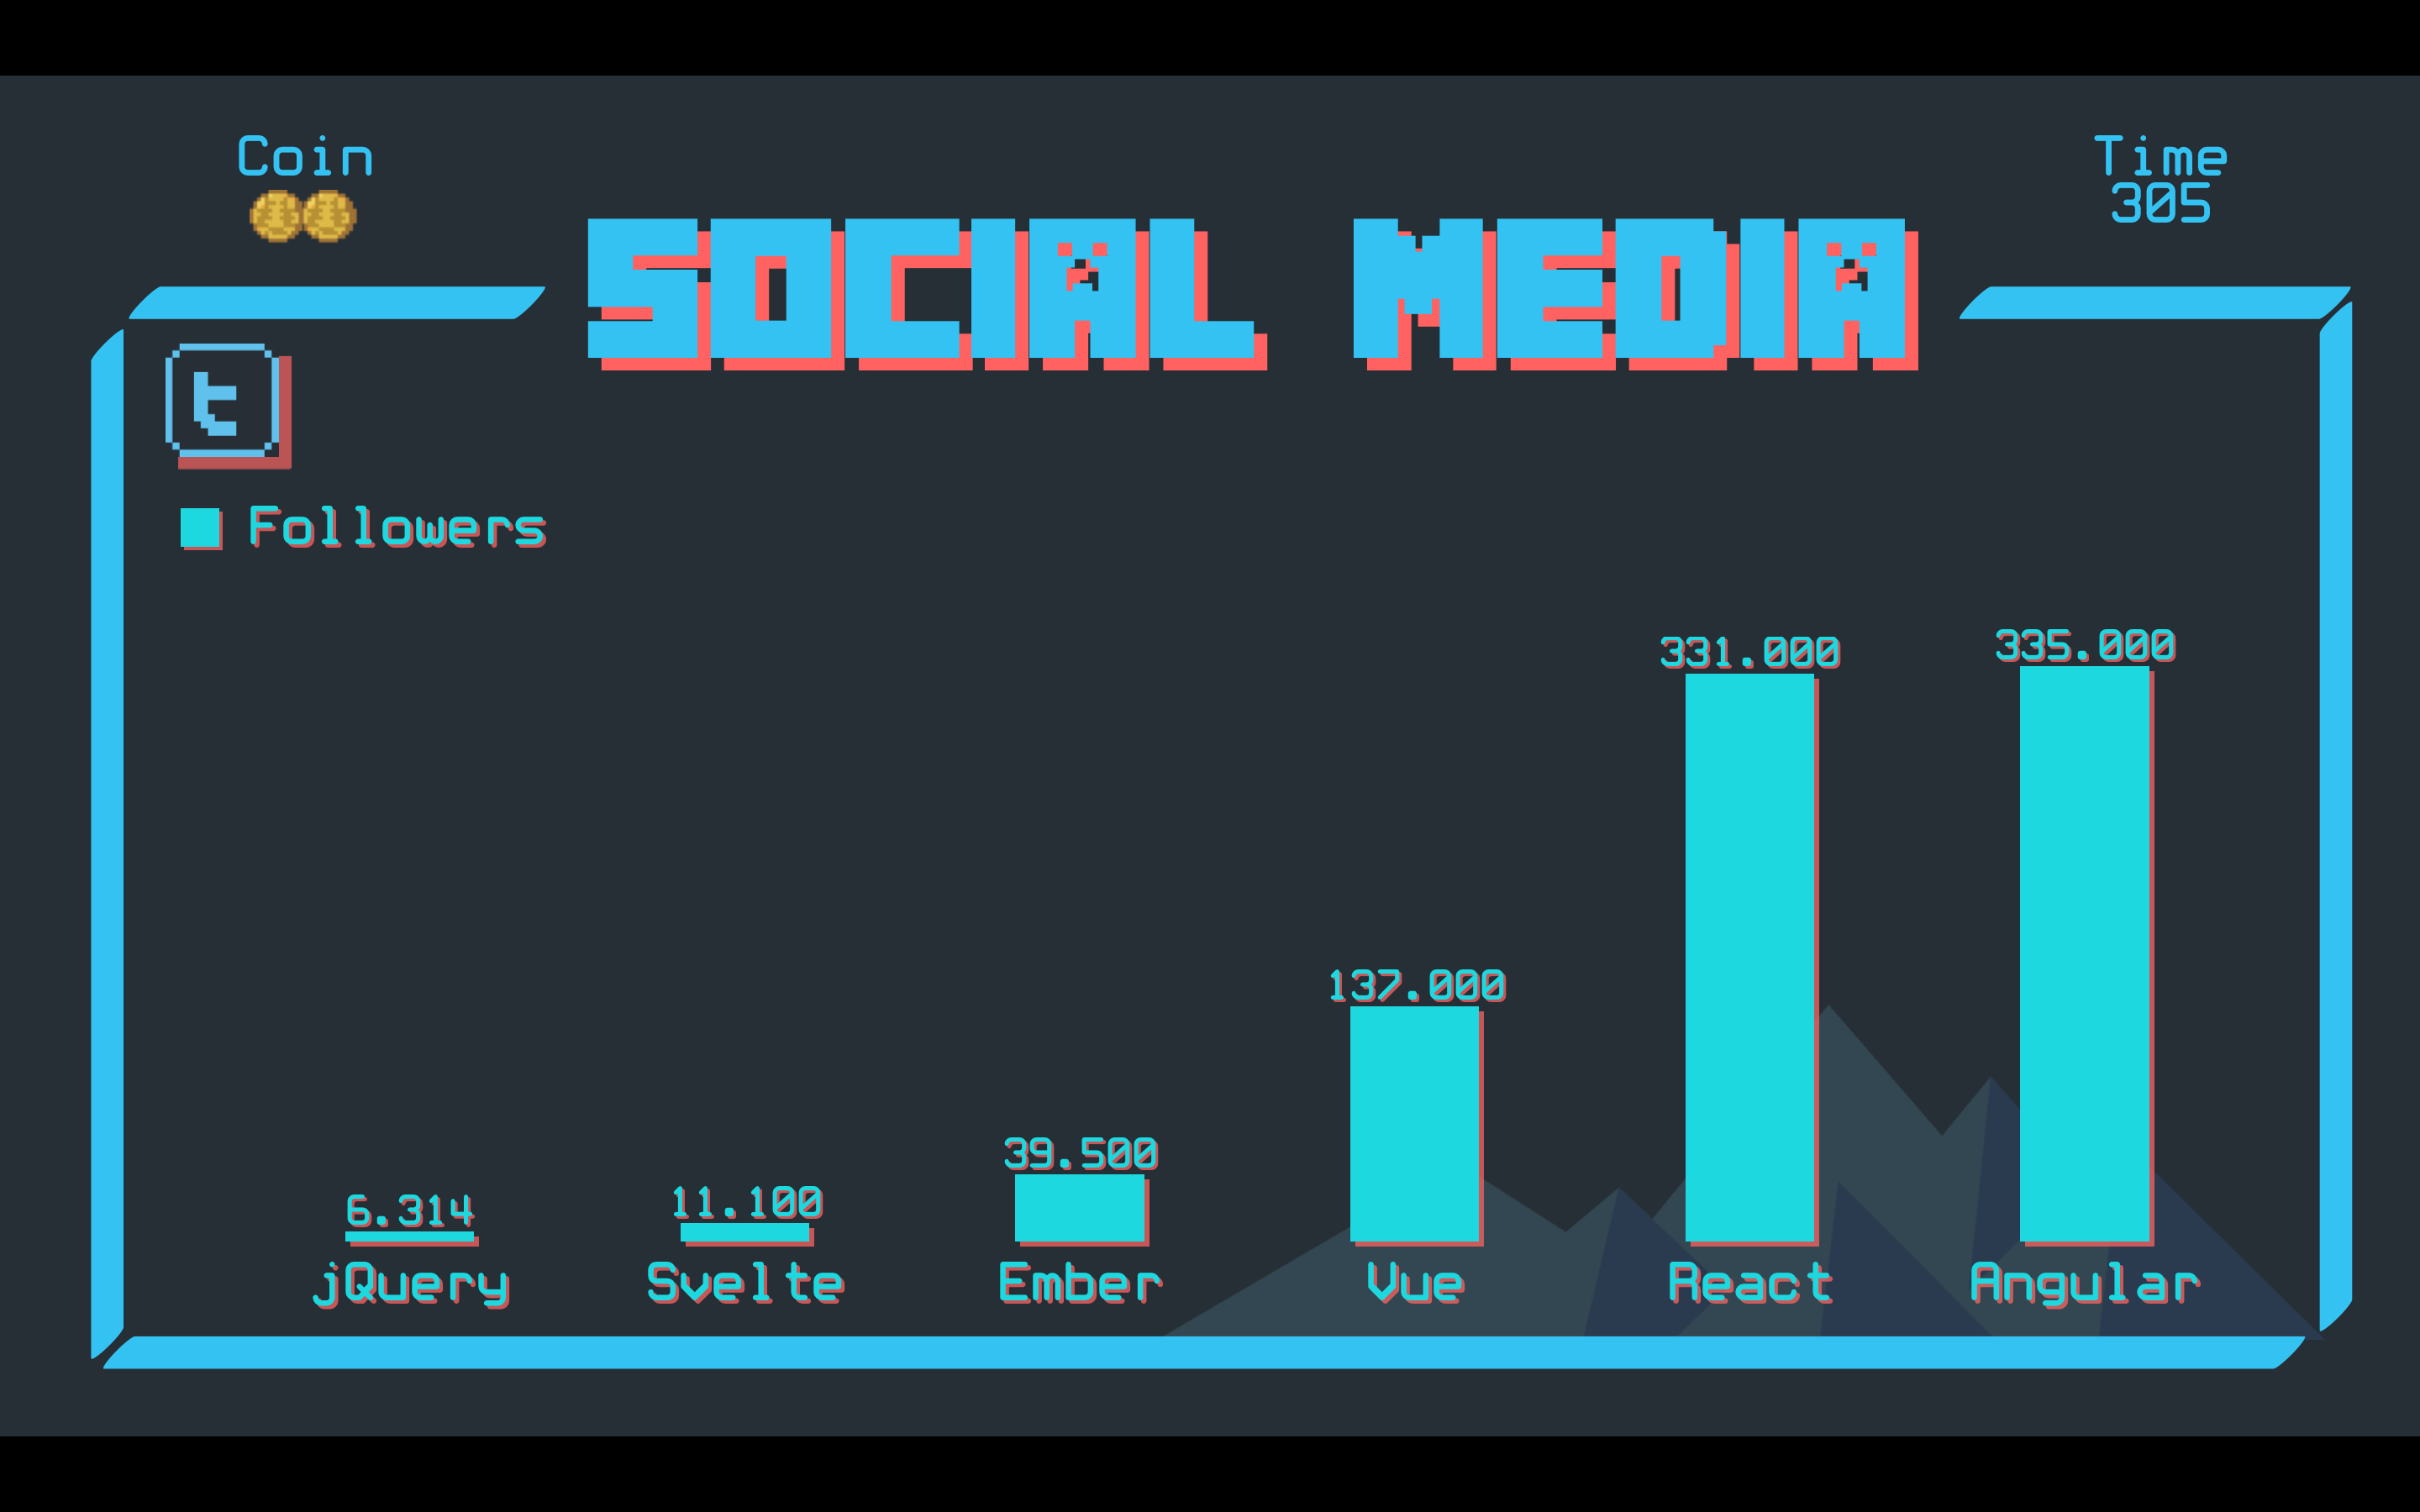 Coin
Time
305
SOCIAL MEDIA
t
Followers
331.000
335.000
137.000
39.500
6.314
11.100
jQuery
Svelte
Ember
Vue
React
Angular